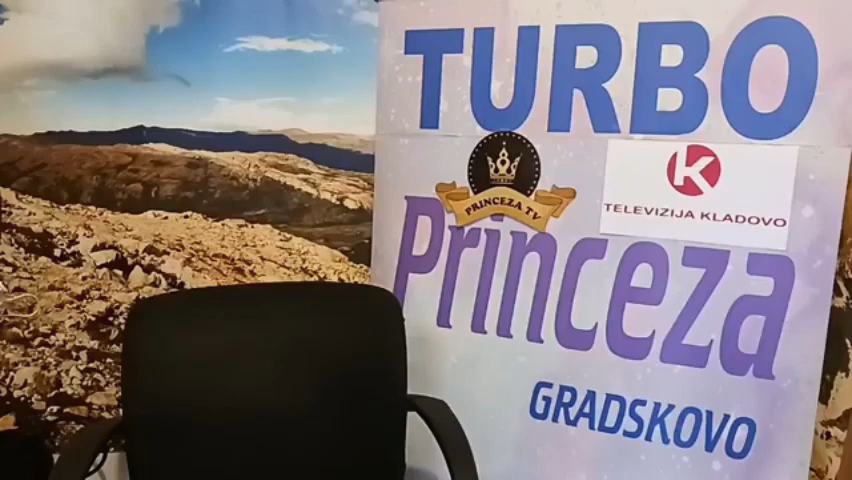 TURBO
PRINCEZA TV
K
TELEVIZIJA KLADOVO
Princeza
GRADSKOVO